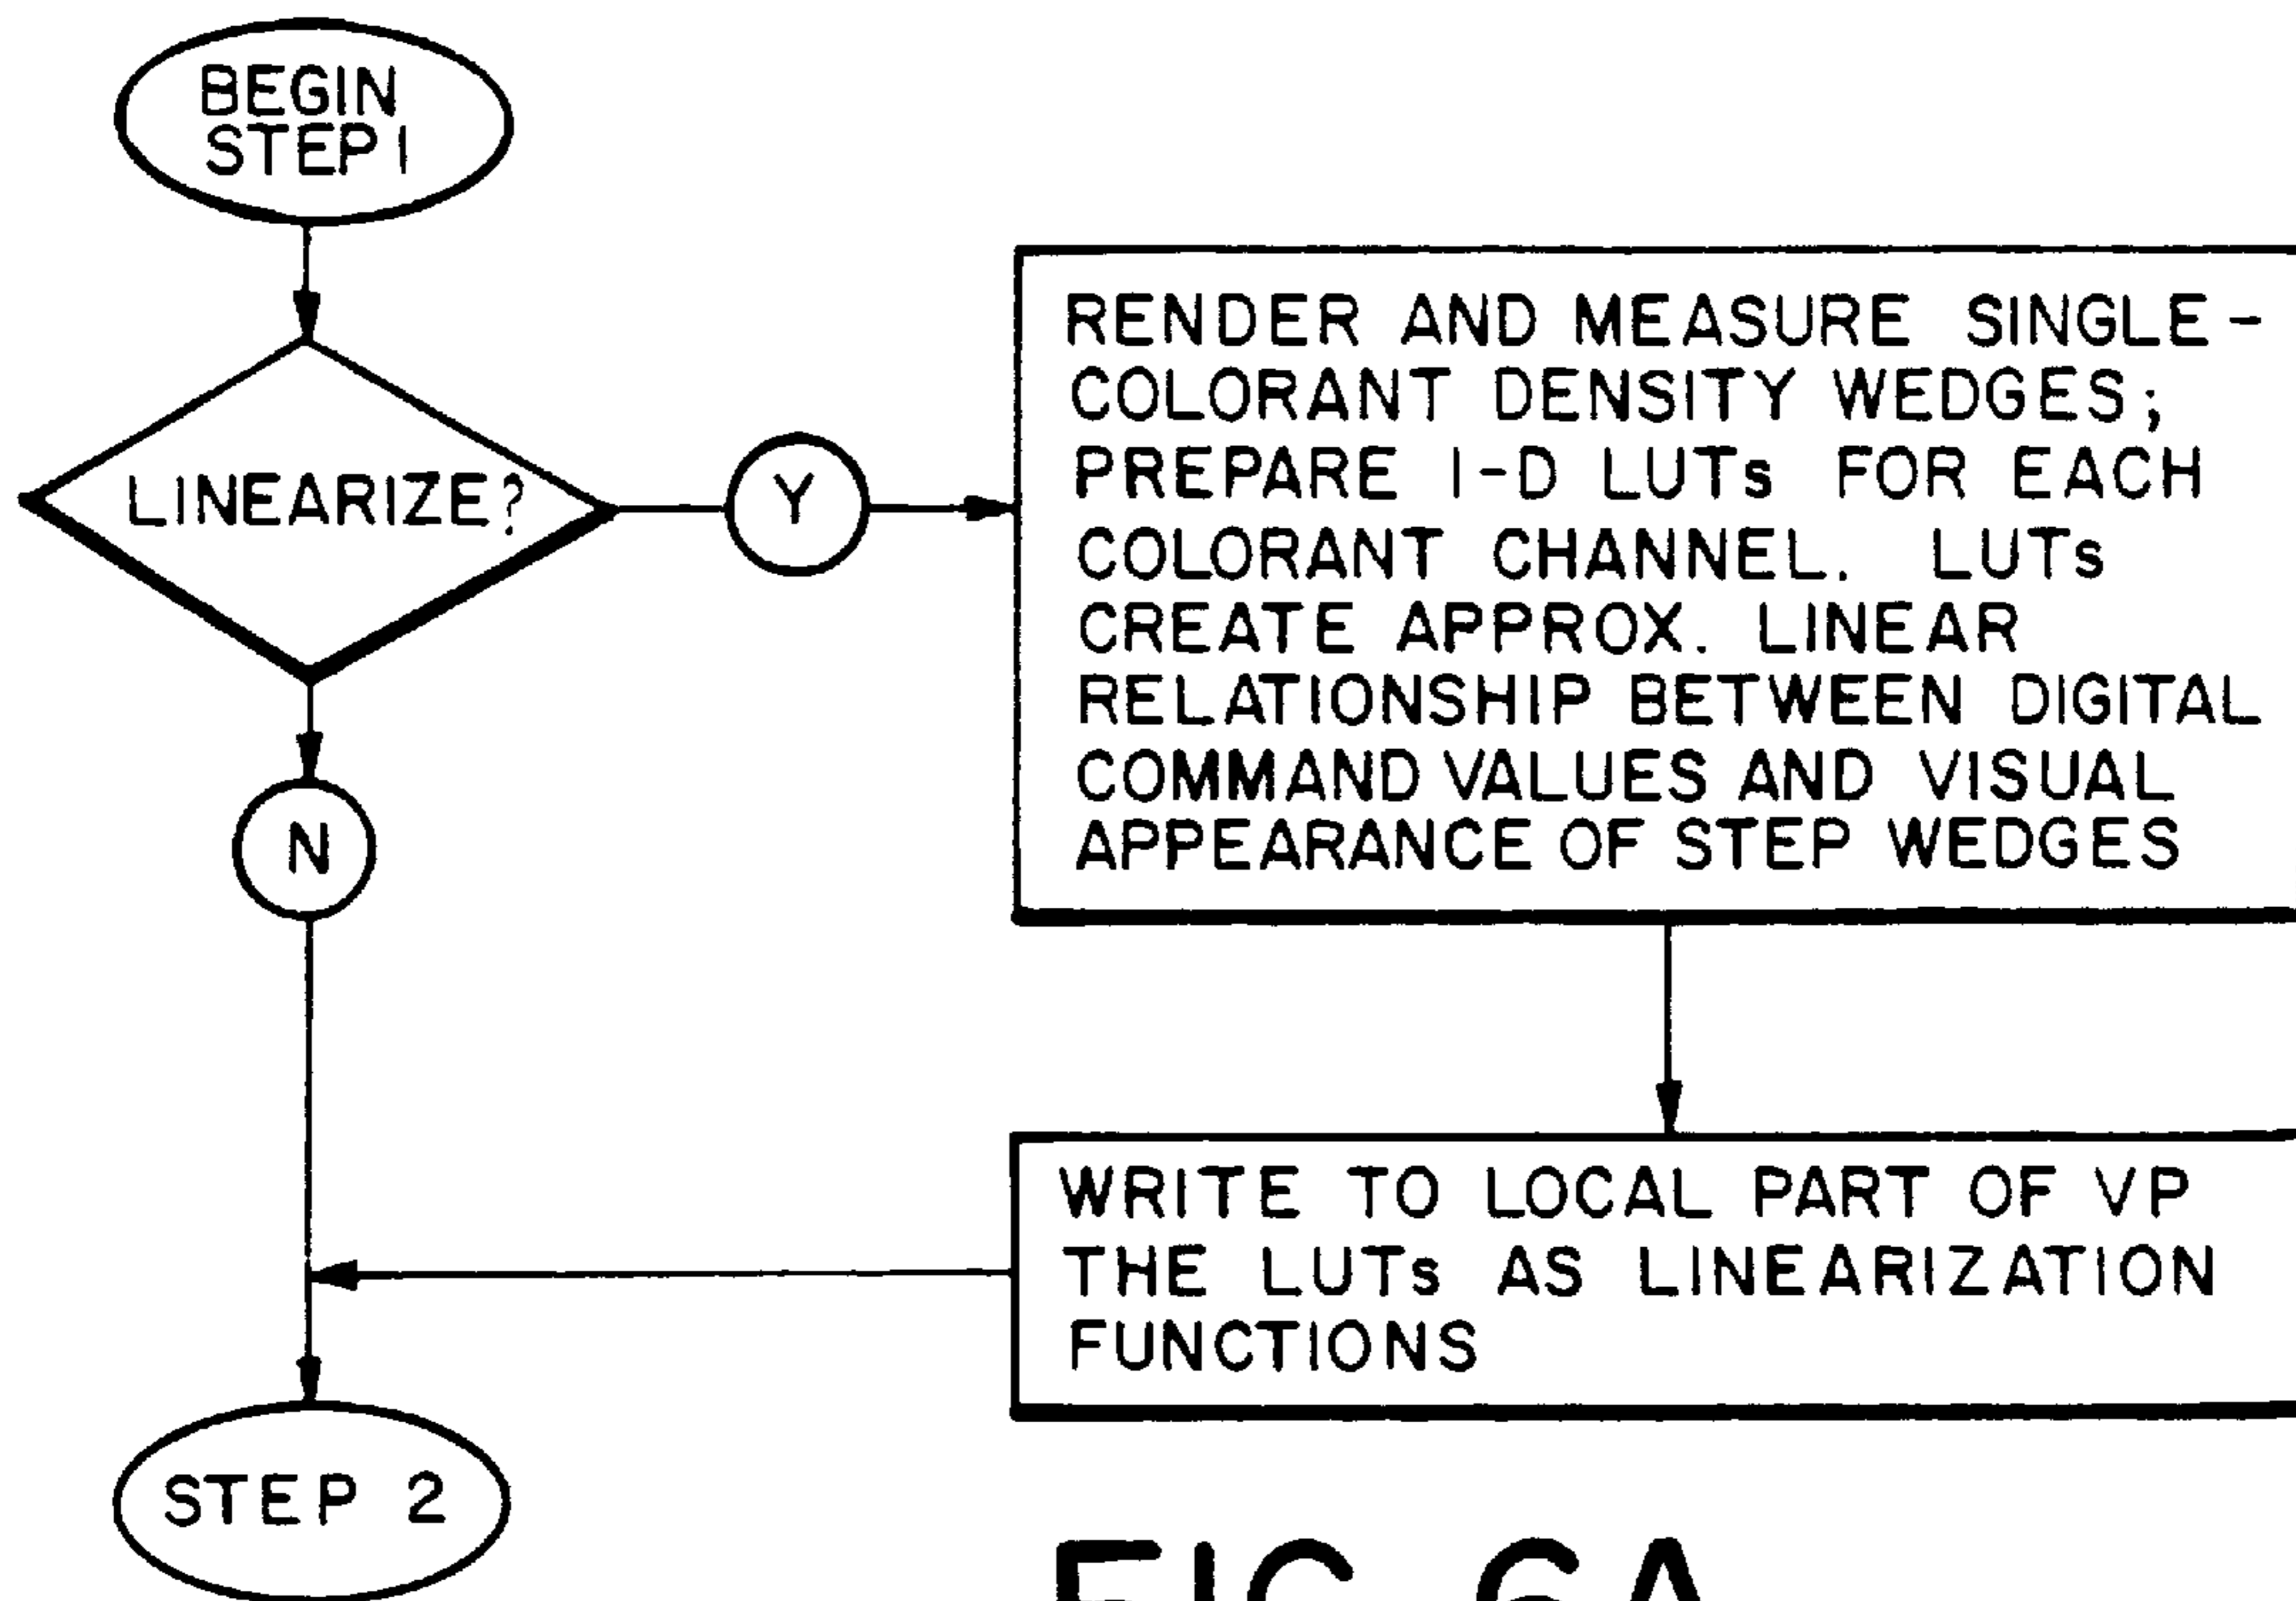 BEGIN
STEP 1
LINEARIZE?
Y
RENDER AND MEASURE SINGLE-
COLORANT DENSITY WEDGES;
PREPARE 1-D LUTs FOR EACH
COLORANT CHANNEL. LUTs
CREATE APPROX. LINEAR
RELATIONSHIP BETWEEN DIGITAL
COMMAND VALUES AND VISUAL
APPEARANCE OF STEP WEDGES
N
WRITE TO LOCAL PART OF VP
THE LUTs AS LINEARIZATION
FUNCTIONS
STEP 2
FIG. 6A